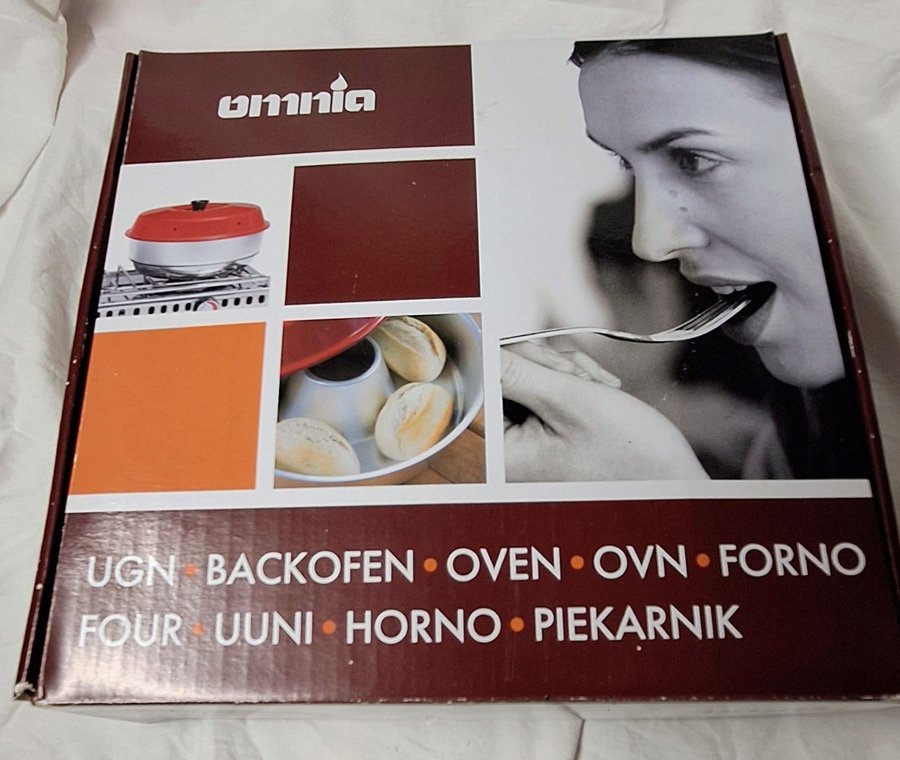 omnia
UGN • BACKOFEN • OVEN • OVN • FORNO
FOUR • UUNI • HORNO • PIEKARNIK